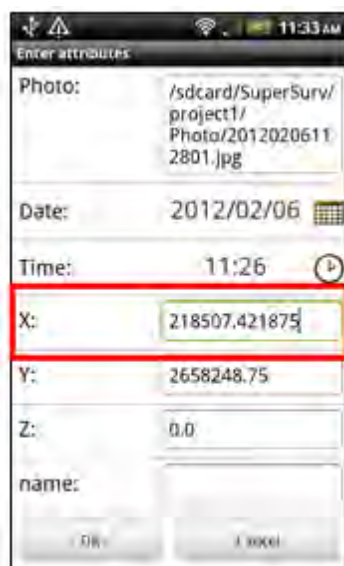 11:33 AM
Enter attributes
Photo: /sdcard/SuperSurv/
project1/
Photo/2012020611
2801.jpg
Date: 2012/02/06
Time: 11:26
X: 218507.421875
Y: 2658248.75
Z: 0.0
name:
OK Cancel